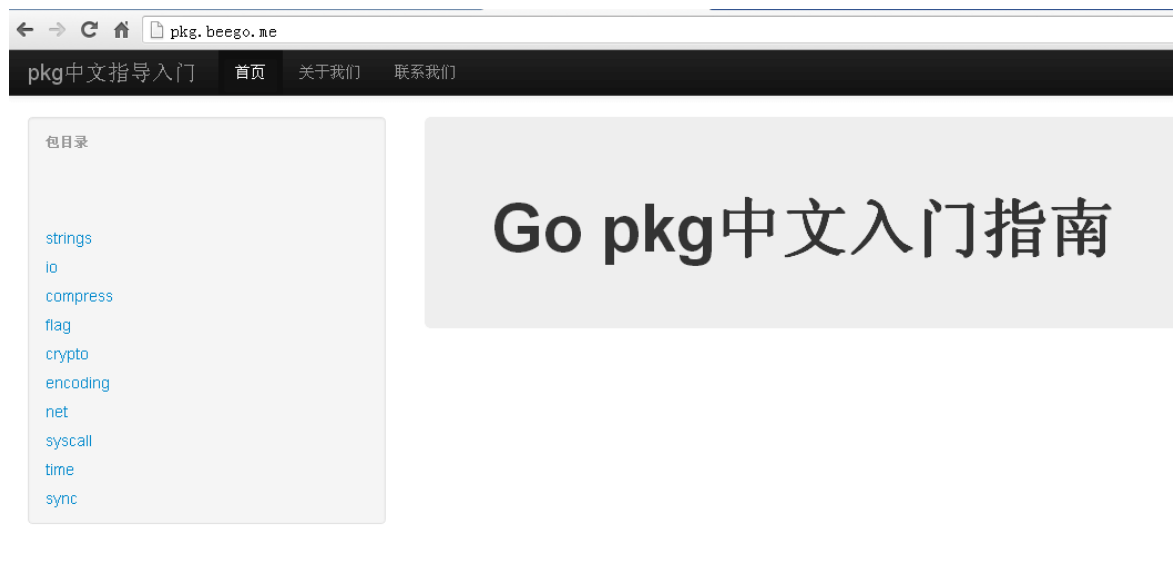 pkg.beego.me
pkg中文指导入门 首页 关于我们 联系我们
包目录
strings
io
compress
flag
crypto
encoding
net
syscall
time
sync
Go pkg中文入门指南